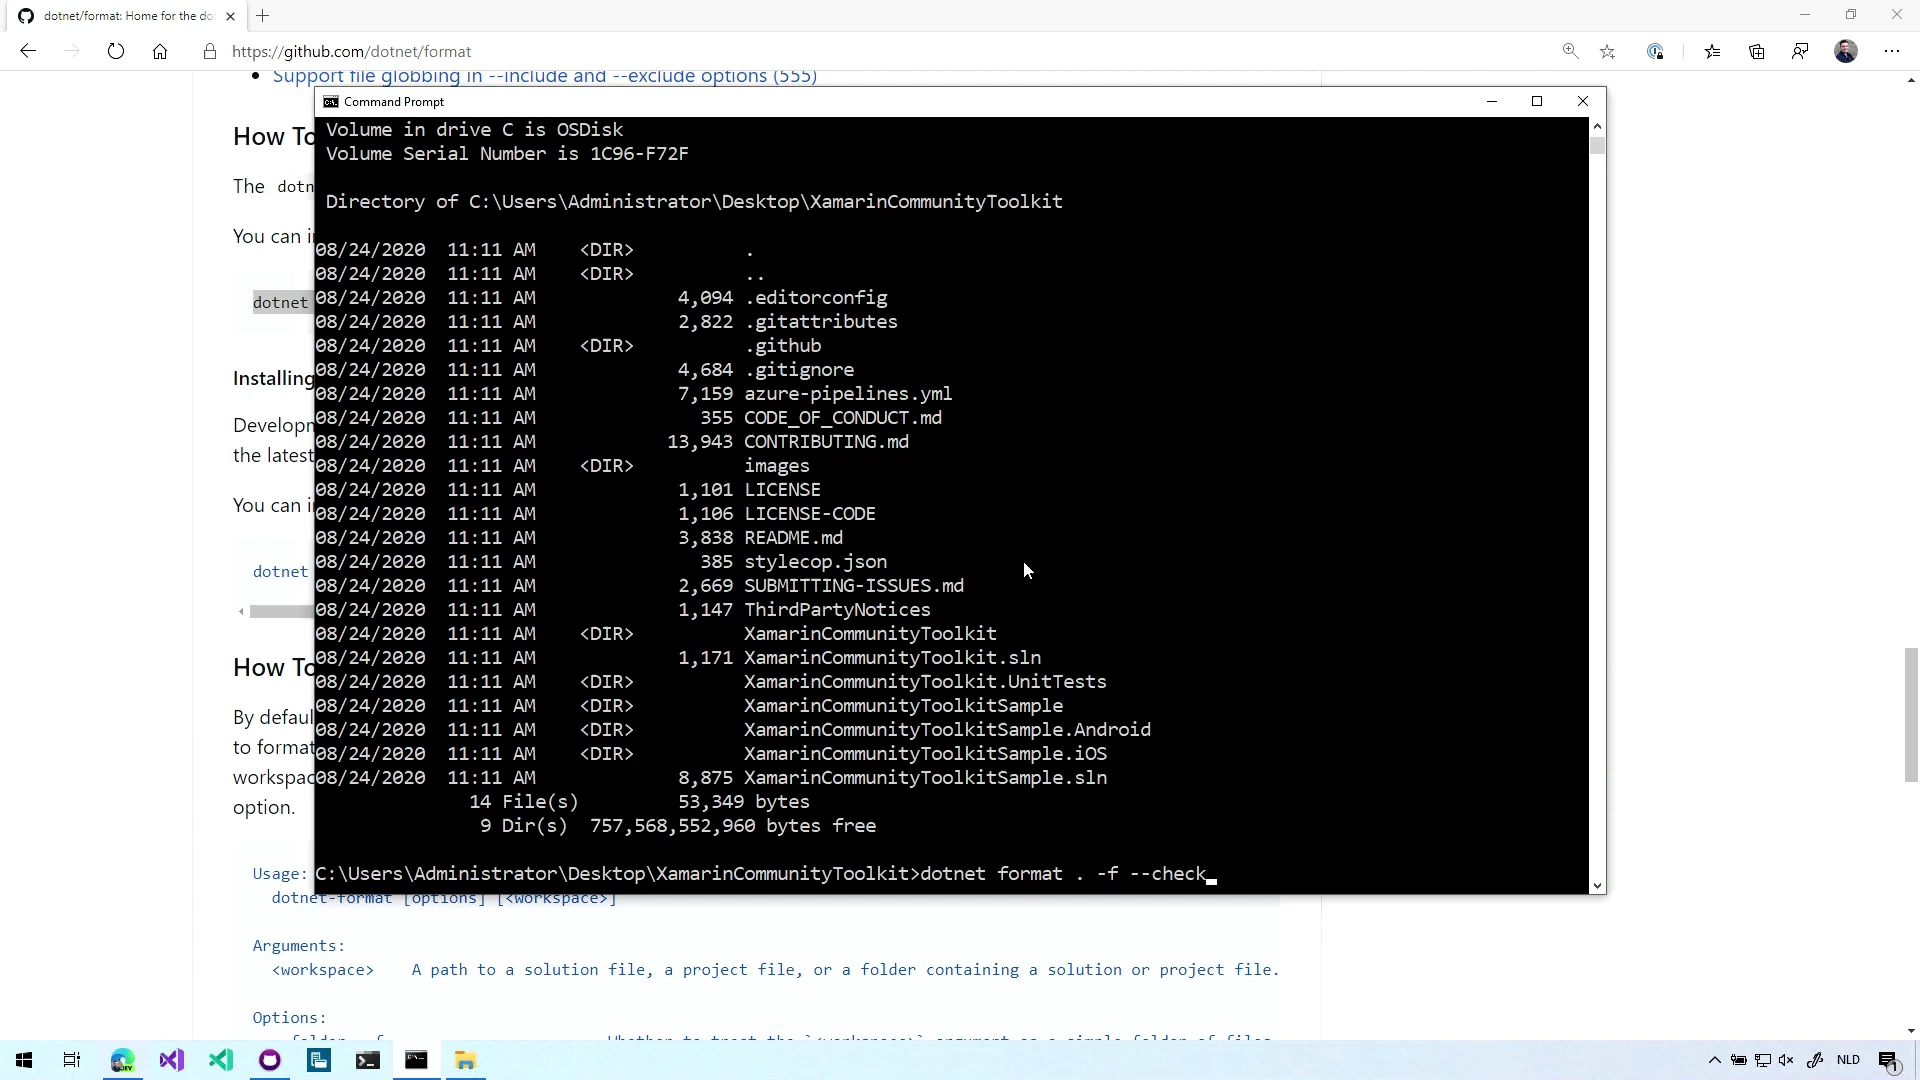 dotnet/format: Home for the do
https://github.com/dotnet/format
Support file globbing in --include and --exclude options (555)
Command Prompt
Volume in drive C is OSDisk
Volume Serial Number is 1C96-F72F
Directory of C:\Users\Administrator\Desktop\XamarinCommunityToolkit
08/24/2020 11:11 AM <DIR> .
08/24/2020 11:11 AM <DIR> ..
08/24/2020 11:11 AM 4,094 .editorconfig
08/24/2020 11:11 AM 2,822 .gitattributes
08/24/2020 11:11 AM <DIR> .github
08/24/2020 11:11 AM 4,684 .gitignore
08/24/2020 11:11 AM 7,159 azure-pipelines.yml
08/24/2020 11:11 AM 355 CODE_OF_CONDUCT.md
08/24/2020 11:11 AM 13,943 CONTRIBUTING.md
08/24/2020 11:11 AM <DIR> images
08/24/2020 11:11 AM 1,101 LICENSE
08/24/2020 11:11 AM 1,106 LICENSE-CODE
08/24/2020 11:11 AM 3,838 README.md
08/24/2020 11:11 AM 385 stylecop.json
08/24/2020 11:11 AM 2,669 SUBMITTING-ISSUES.md
08/24/2020 11:11 AM 1,147 ThirdPartyNotices
08/24/2020 11:11 AM <DIR> XamarinCommunityToolkit
08/24/2020 11:11 AM 1,171 XamarinCommunityToolkit.sln
08/24/2020 11:11 AM <DIR> XamarinCommunityToolkit.UnitTests
08/24/2020 11:11 AM <DIR> XamarinCommunityToolkitSample
08/24/2020 11:11 AM <DIR> XamarinCommunityToolkitSample.Android
08/24/2020 11:11 AM <DIR> XamarinCommunityToolkitSample.iOS
08/24/2020 11:11 AM 8,875 XamarinCommunityToolkitSample.sln
14 File(s) 53,349 bytes
9 Dir(s) 757,568,552,960 bytes free
C:\Users\Administrator\Desktop\XamarinCommunityToolkit>dotnet format . -f --check
How To
The dotn
You can i
dotnet
Installing
Developm
the latest
You can i
dotnet
How To
By defaul
to format
workspac
option.
Usage:
dotnet-format [options] [<workspace>]
Arguments:
<workspace> A path to a solution file, a project file, or a folder containing a solution or project file.
Options:
NLD
1